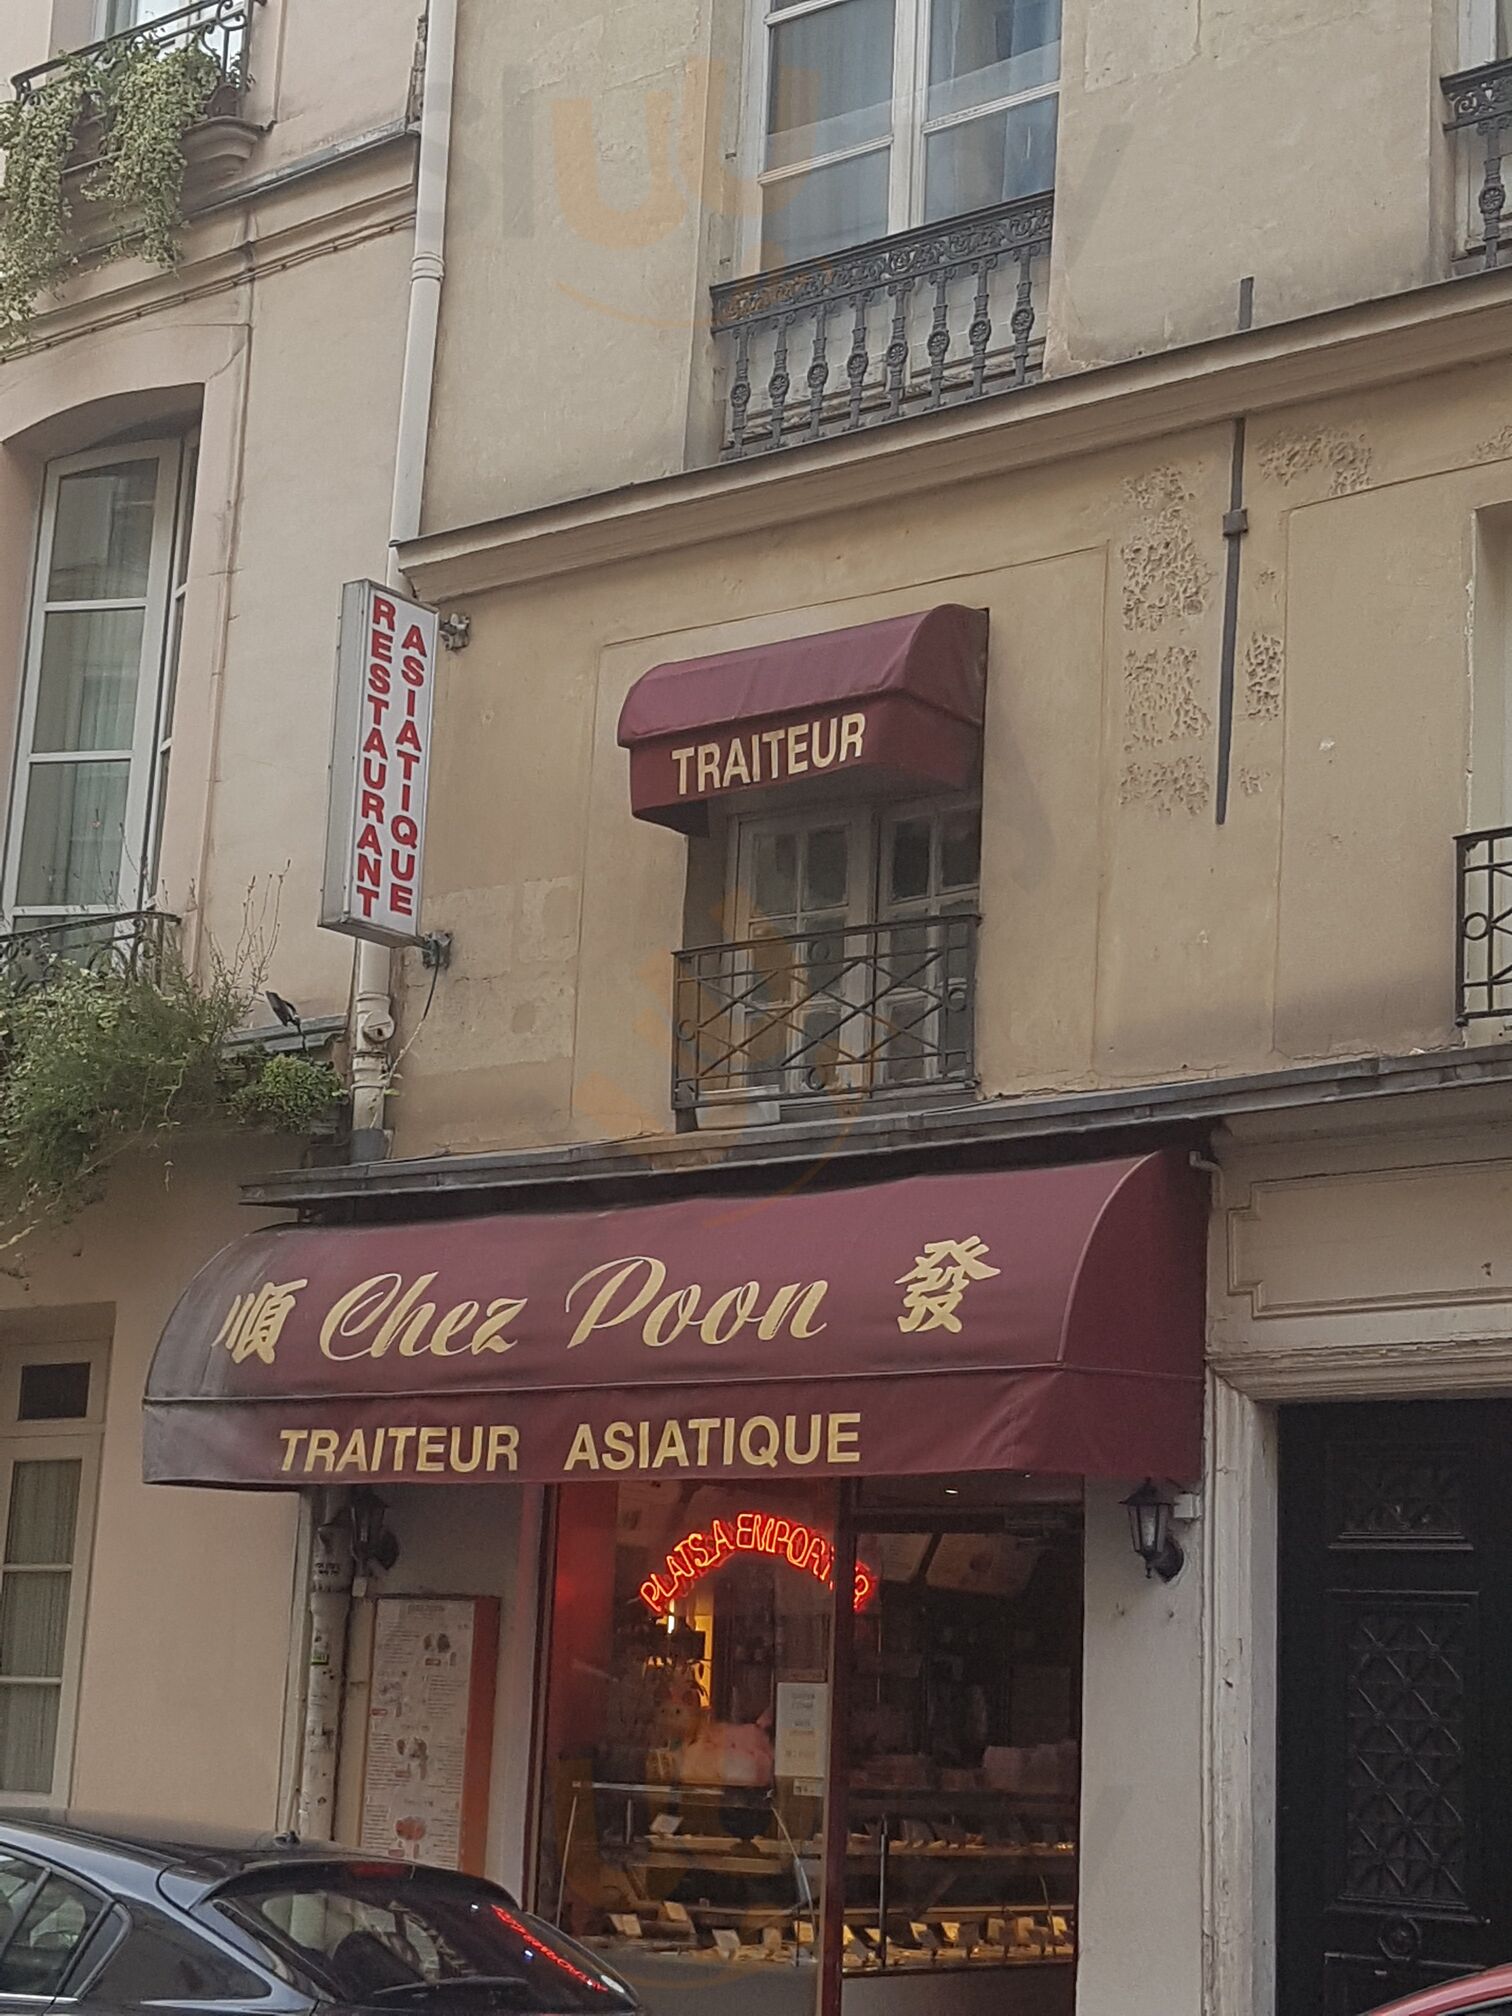 RESTAURANT
ASIATIQUE
TRAITEUR
順 Chez Poon 發
TRAITEUR ASIATIQUE
PLATS A EMPORTER